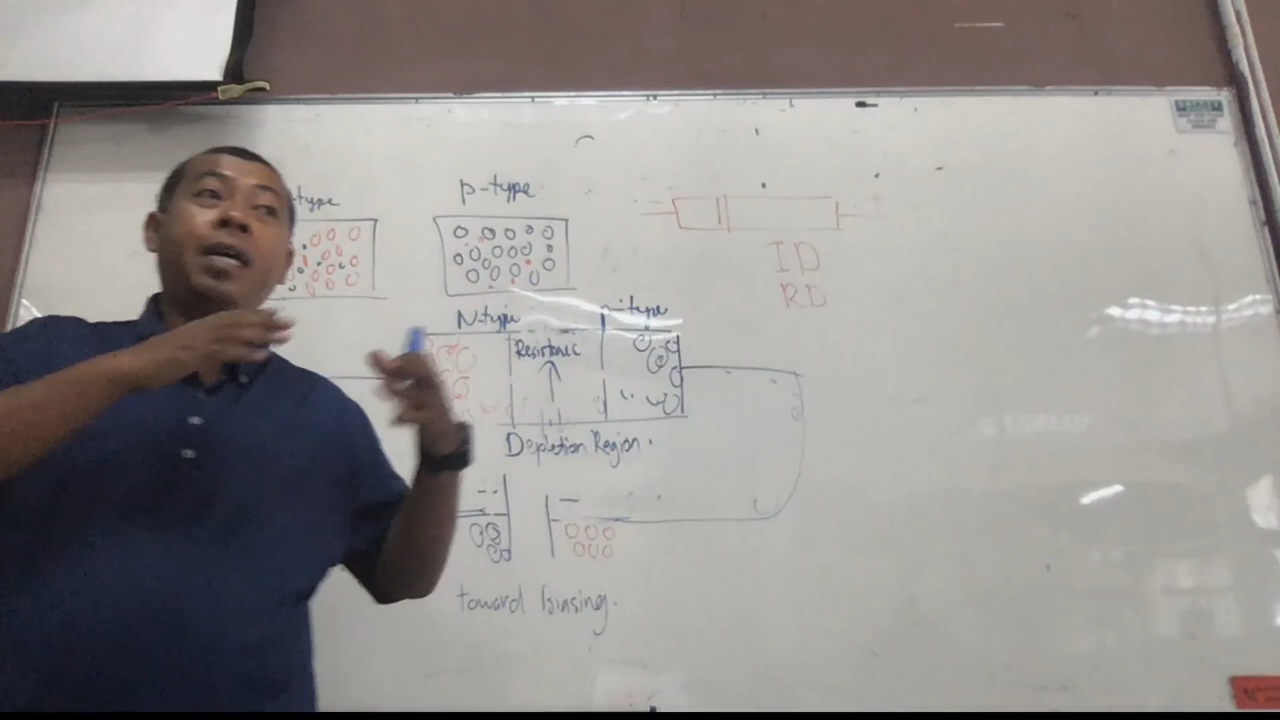 -type
p-type
ID
RD
N-type
p-type
Resistance
Depletion Region.
toward biasing.